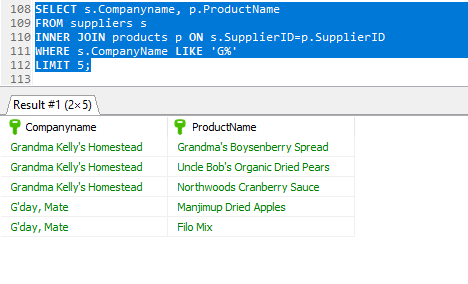 108 SELECT s.Companyname, p.ProductName
109 FROM suppliers s
110 INNER JOIN products p ON s.SupplierID=p.SupplierID
111 WHERE s.CompanyName LIKE 'G%'
112 LIMIT 5;
113
Result #1 (2×5)
Companyname ProductName
Grandma Kelly's Homestead Grandma's Boysenberry Spread
Grandma Kelly's Homestead Uncle Bob's Organic Dried Pears
Grandma Kelly's Homestead Northwoods Cranberry Sauce
G'day, Mate Manjimup Dried Apples
G'day, Mate Filo Mix